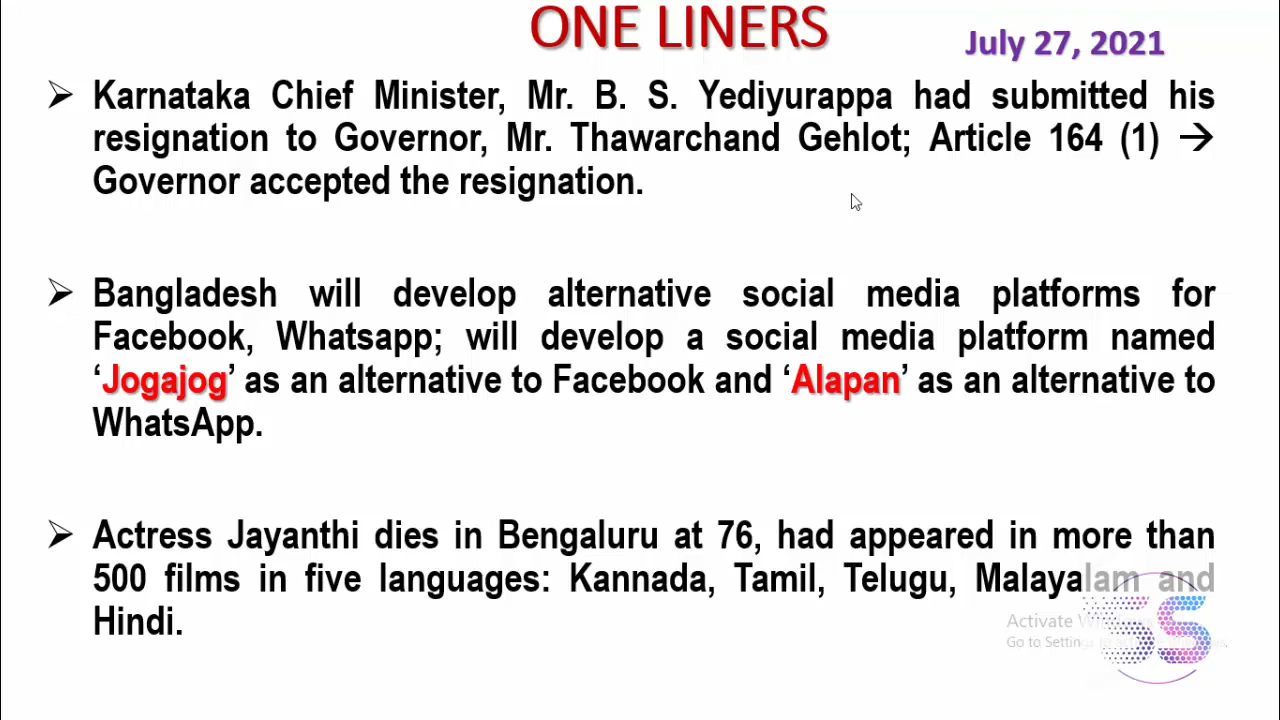 ONE LINERS
July 27, 2021
➢ Karnataka Chief Minister, Mr. B. S. Yediyurappa had submitted his
resignation to Governor, Mr. Thawarchand Gehlot; Article 164 (1) →
Governor accepted the resignation.
➢ Bangladesh will develop alternative social media platforms for
Facebook, Whatsapp; will develop a social media platform named
‘Jogajog’ as an alternative to Facebook and ‘Alapan’ as an alternative to
WhatsApp.
➢ Actress Jayanthi dies in Bengaluru at 76, had appeared in more than
500 films in five languages: Kannada, Tamil, Telugu, Malayalam and
Hindi.
Activate
Go to
SS